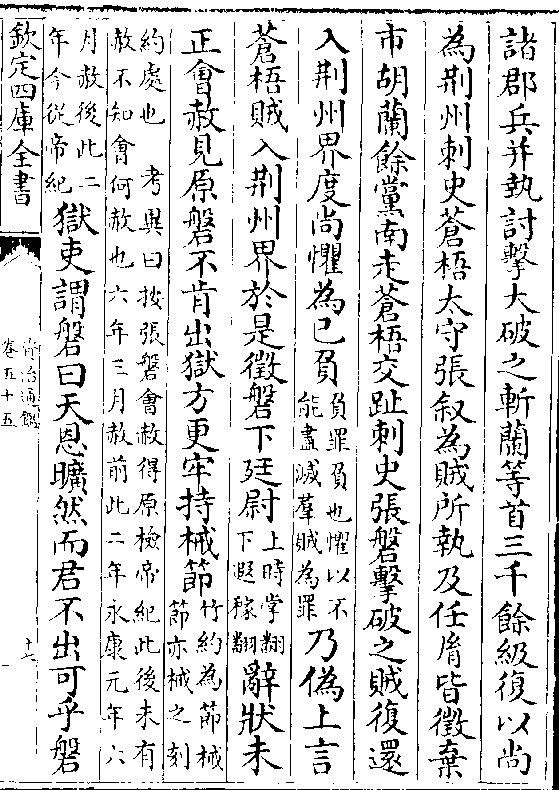 諸郡兵并執討擊大破之斬蘭等首三千餘級復以尚
為荆州刺史蒼梧太守張叙為賊所執及任𦙍皆徵棄
市胡蘭餘黨南走蒼梧交趾刺史張磐擊破之賊復還
入荆州界度尚懼為已負負罪負也懼以不能盡滅羣賊為罪乃偽上言
蒼梧賊入荆州界於是徵磐下廷尉上時掌翻下遐稼翻辭狀未
正會赦見原磐不肯出獄方更牢持械節竹約為節械節亦械之刻
約處也　考異曰按張磐會赦得原檢帝紀此後未有赦不知會何赦也六年三月赦前此二年永康元年六
月赦後此二年今從帝紀獄吏謂磐曰天恩曠然而君不出可乎磐
欽定四庫全書
資治通鑑
卷五十五